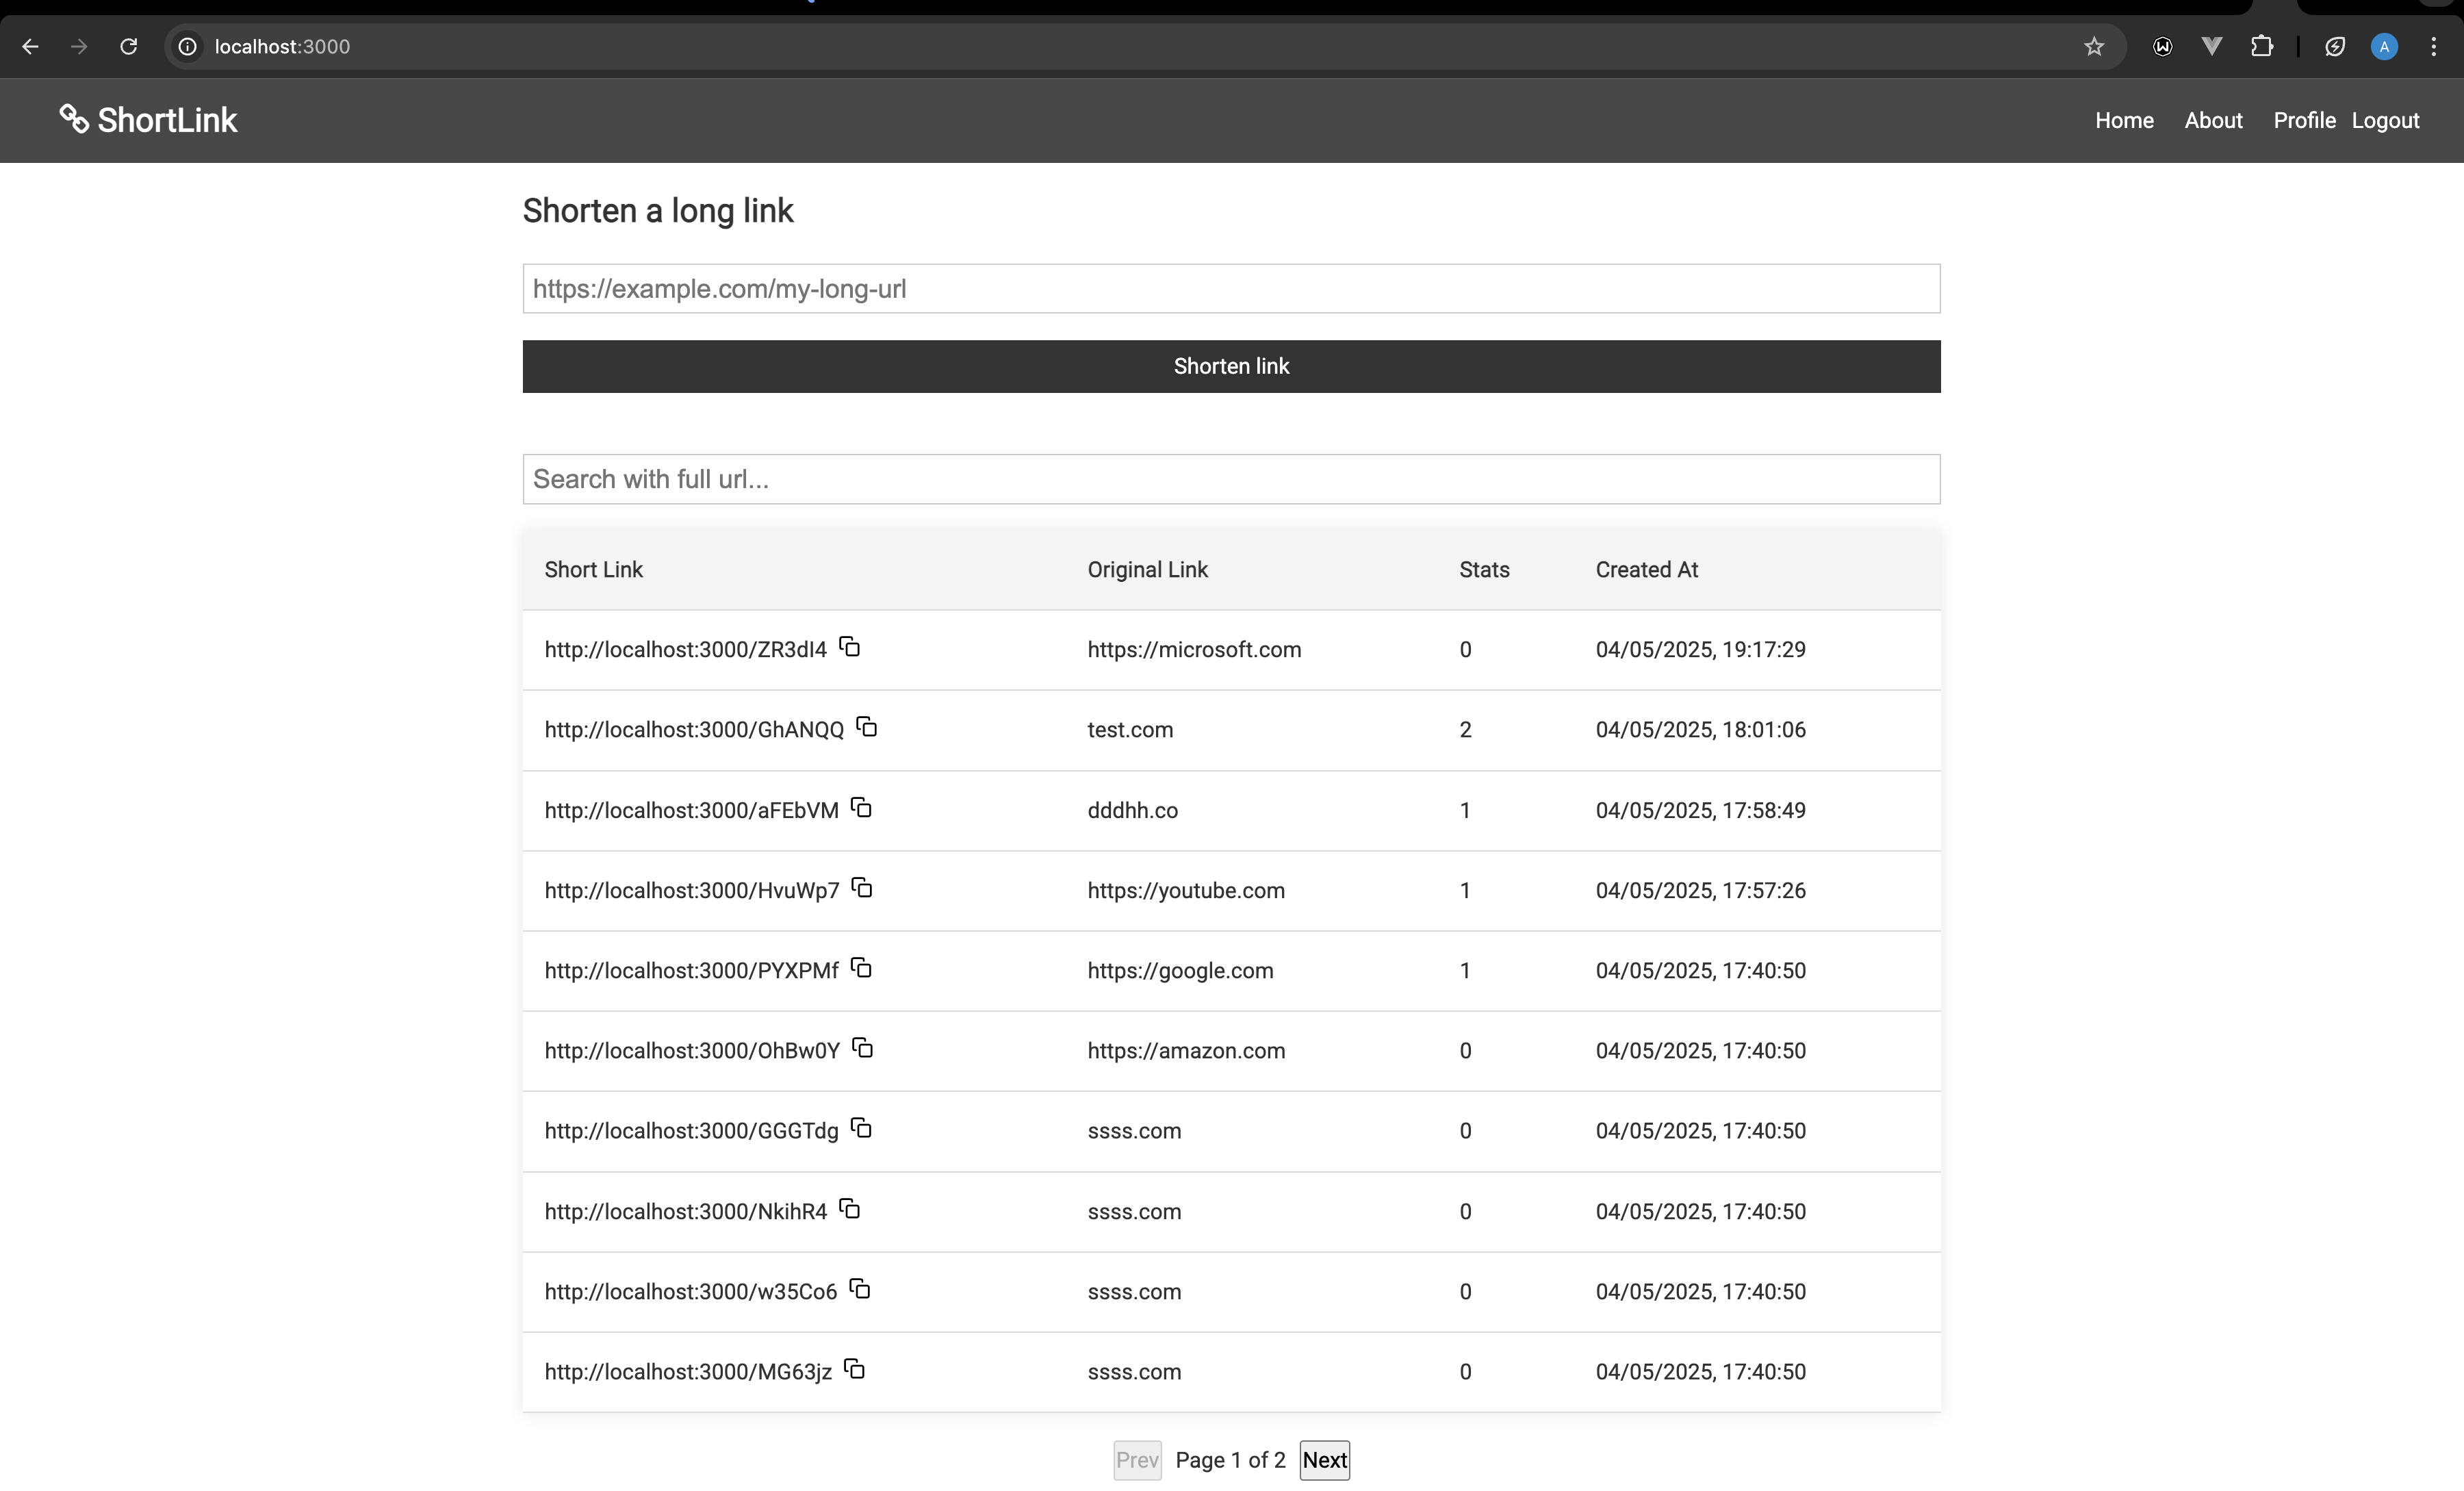 localhost:3000
A
ShortLink
Home About Profile Logout
Shorten a long link
https://example.com/my-long-url
Shorten link
Search with full url...
Short Link Original Link Stats Created At
http://localhost:3000/ZR3dI4 https://microsoft.com 0 04/05/2025, 19:17:29
http://localhost:3000/GhANQQ test.com 2 04/05/2025, 18:01:06
http://localhost:3000/aFEbVM dddhh.co 1 04/05/2025, 17:58:49
http://localhost:3000/HvuWp7 https://youtube.com 1 04/05/2025, 17:57:26
http://localhost:3000/PYXPMf https://google.com 1 04/05/2025, 17:40:50
http://localhost:3000/OhBw0Y https://amazon.com 0 04/05/2025, 17:40:50
http://localhost:3000/GGGTdg ssss.com 0 04/05/2025, 17:40:50
http://localhost:3000/NkihR4 ssss.com 0 04/05/2025, 17:40:50
http://localhost:3000/w35Co6 ssss.com 0 04/05/2025, 17:40:50
http://localhost:3000/MG63jz ssss.com 0 04/05/2025, 17:40:50
Prev Page 1 of 2 Next